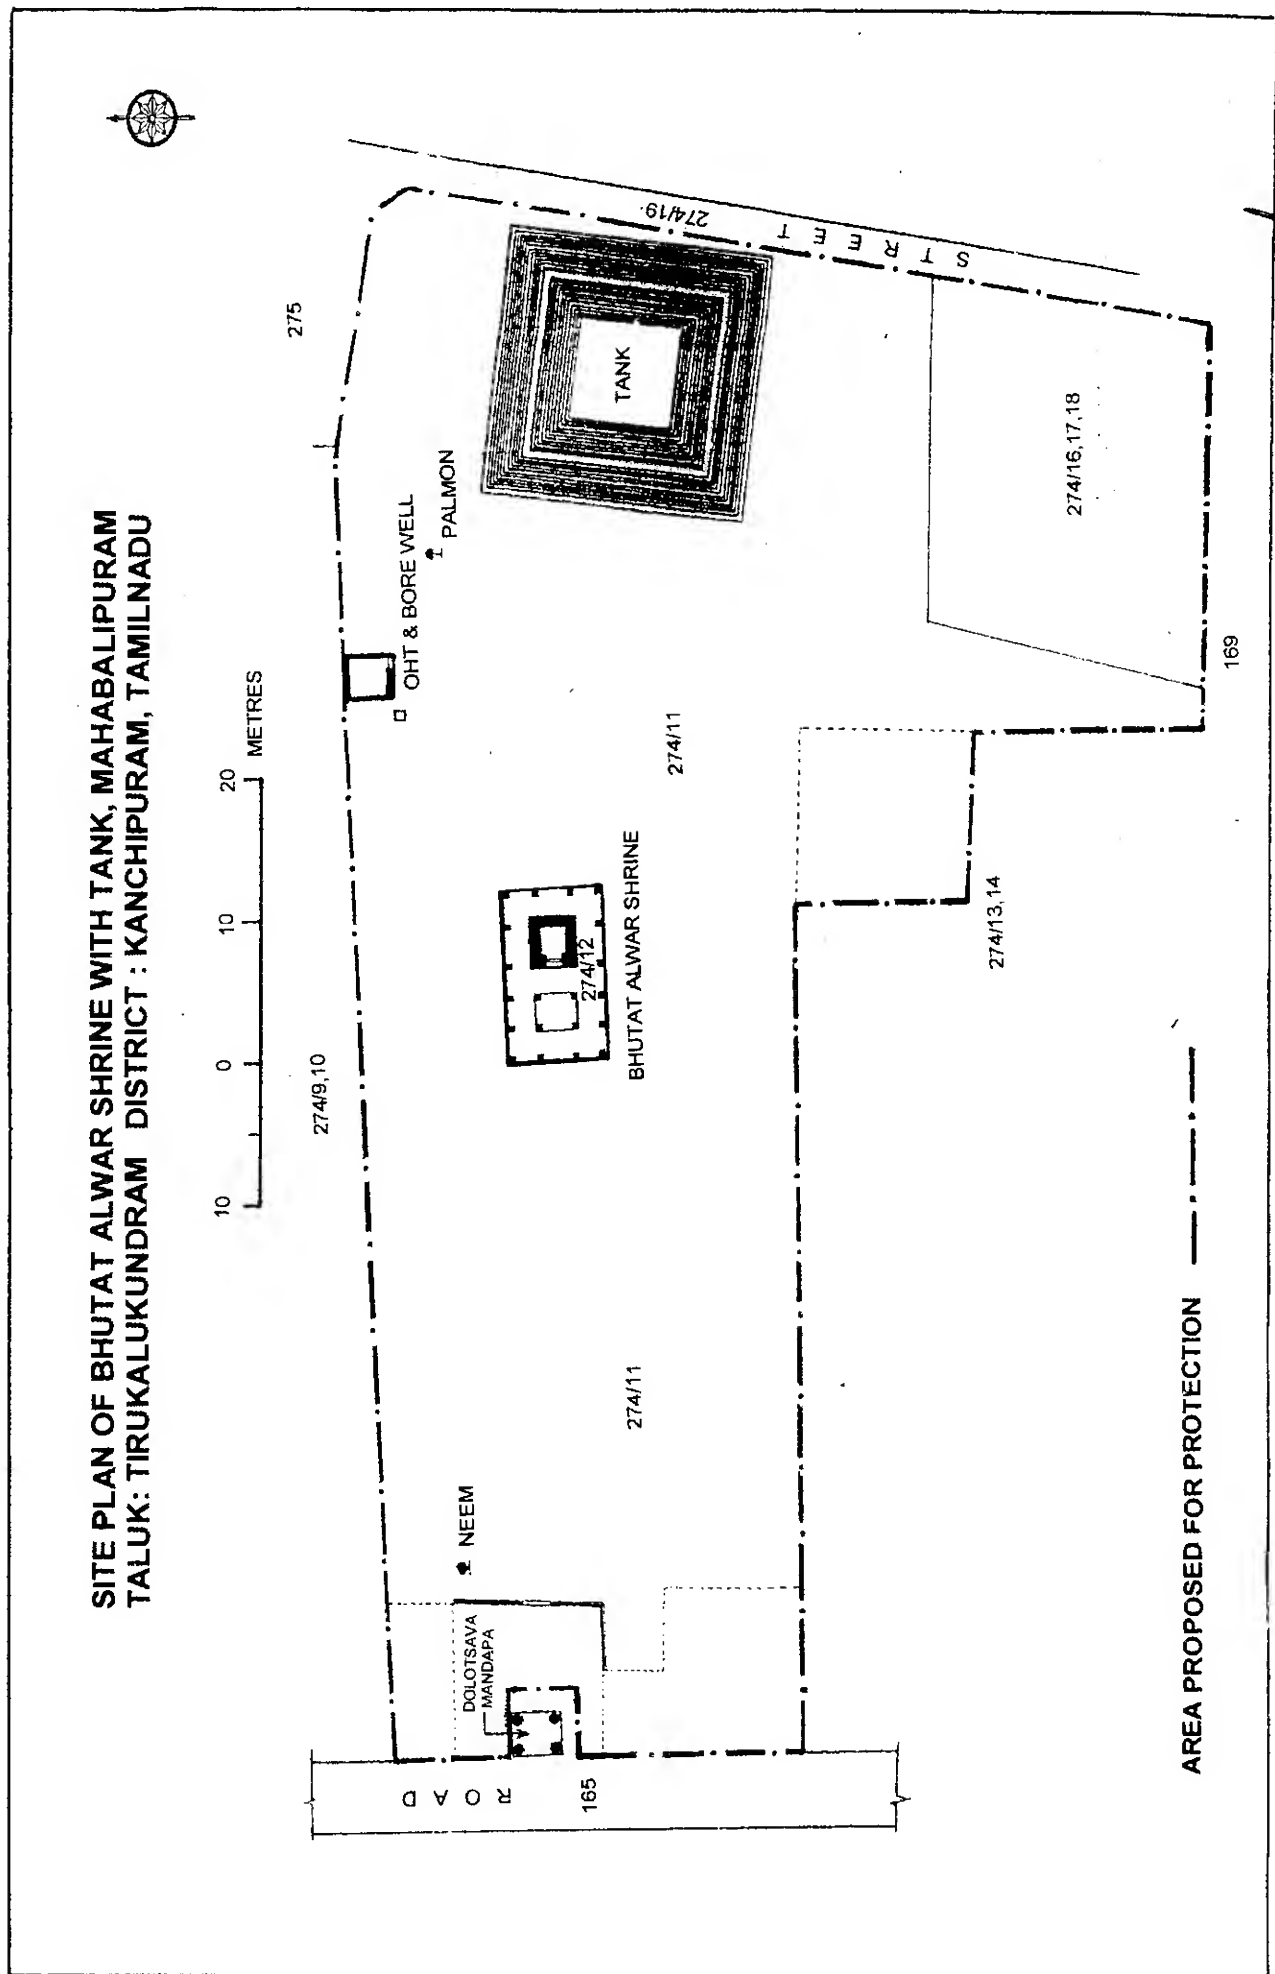 SITE PLAN OF BHUTAT ALWAR SHRINE WITH TANK, MAHABALIPURAM
TALUK: TIRUKALUKUNDRAM DISTRICT : KANCHIPURAM, TAMILNADU
10 0 10 20 METRES
274/9,10
275
OHT & BORE WELL
PALMON
NEEM
DOLOTSAVA
MANDAPA
ROAD
165
274/12
BHUTAT ALWAR SHRINE
TANK
274/19
STREET
274/11
274/11
274/13,14
274/16,17,18
169
AREA PROPOSED FOR PROTECTION